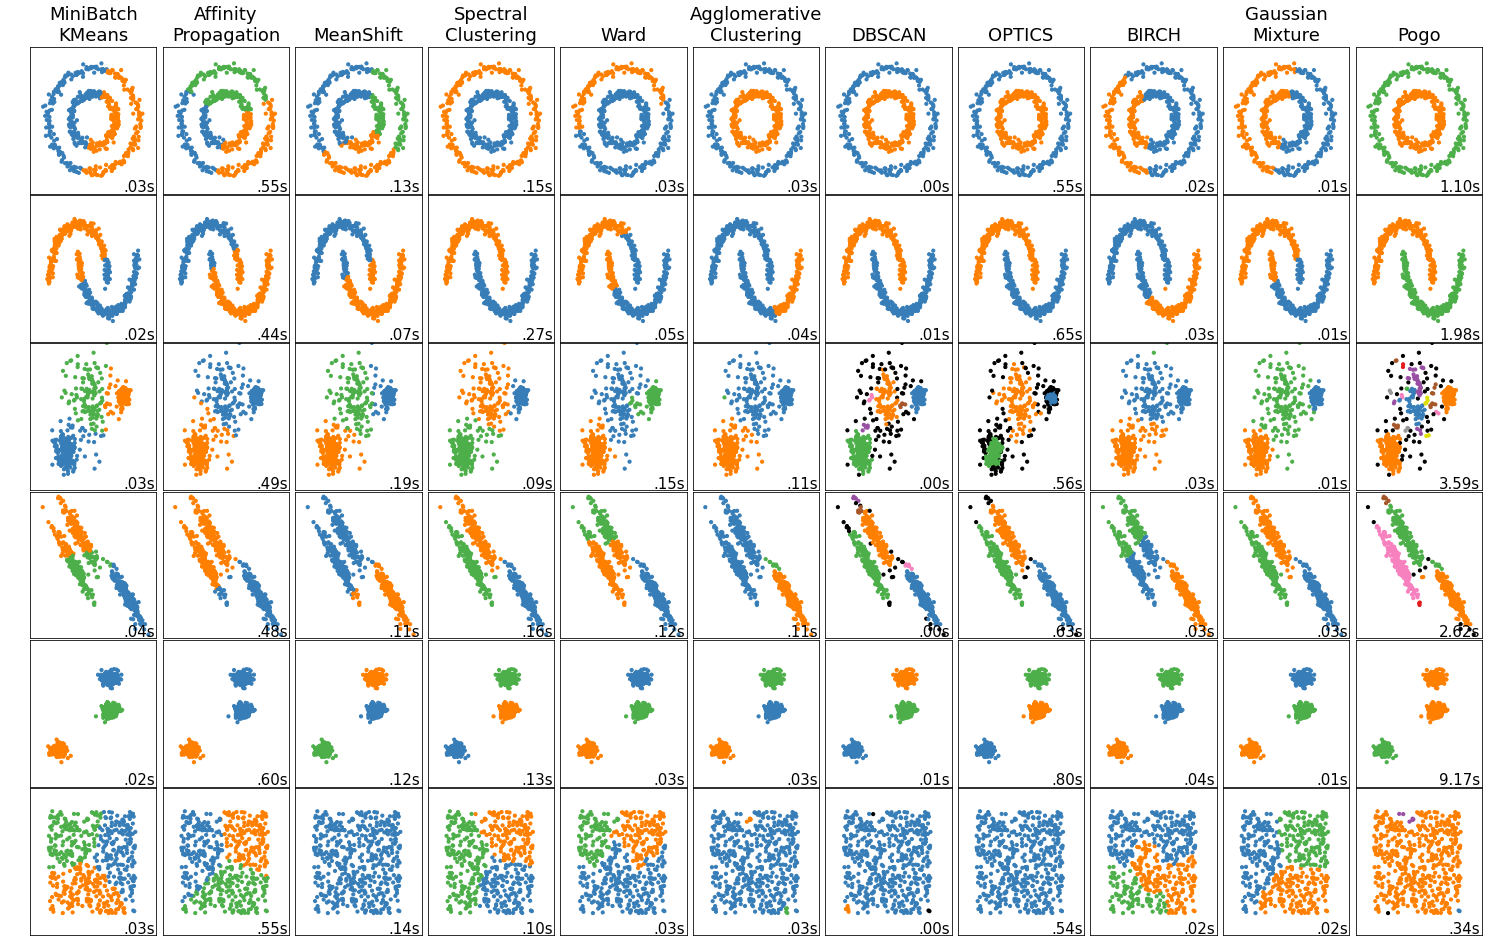 MiniBatch
KMeans
Affinity
Propagation
MeanShift
Spectral
Clustering
Ward
Agglomerative
Clustering
DBSCAN
OPTICS
BIRCH
Gaussian
Mixture
Pogo
.03s .55s .13s .15s .03s .03s .00s .55s .02s .01s 1.10s
.02s .44s .07s .27s .05s .04s .01s .65s .03s .01s 1.98s
.03s .49s .19s .09s .15s .11s .00s .56s .03s .01s 3.59s
.04s .48s .11s .16s .12s .11s .00s .63s .03s .03s 2.62s
.02s .60s .12s .13s .03s .03s .01s .80s .04s .01s 9.17s
.03s .55s .14s .10s .03s .03s .00s .54s .02s .02s .34s